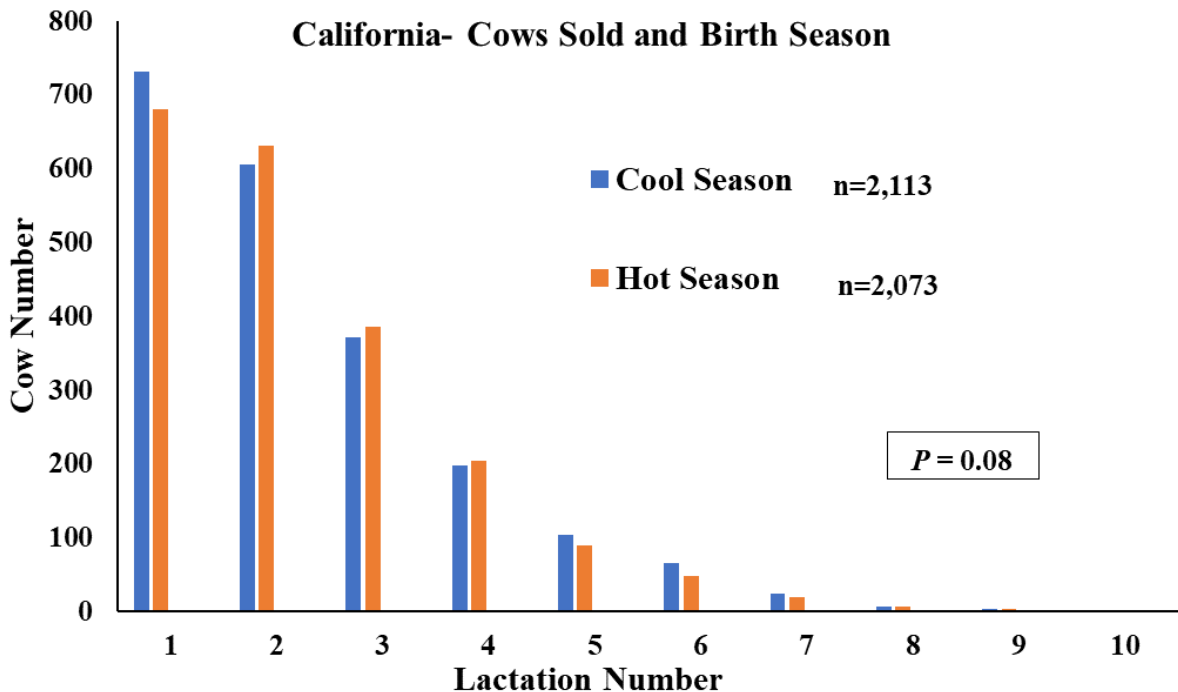 California- Cows Sold and Birth Season
800
700
600
500
400
300
200
100
0
Cow Number
Cool Season n=2,113
Hot Season n=2,073
P = 0.08
1 2 3 4 5 6 7 8 9 10
Lactation Number